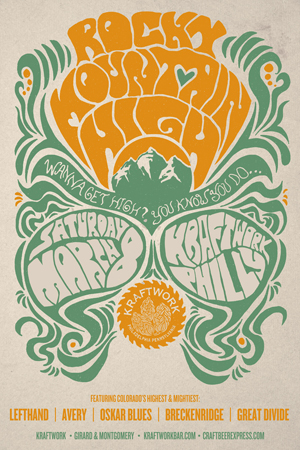 ROCKY
MOUNTAIN
HIGH
WANNA GET HIGH? YOU KNOW YOU DO...
SATURDAY
MARCH 8
KRAFTWORK
PHILLY
KRAFTWORK
FEATURING COLORADO'S HIGHEST & MIGHTIEST:
LEFTHAND | AVERY | OSKAR BLUES | BRECKENRIDGE | GREAT DIVIDE
KRAFTWORK • GIRARD & MONTGOMERY • KRAFTWORKBAR.COM • CRAFTBEEREXPRESS.COM